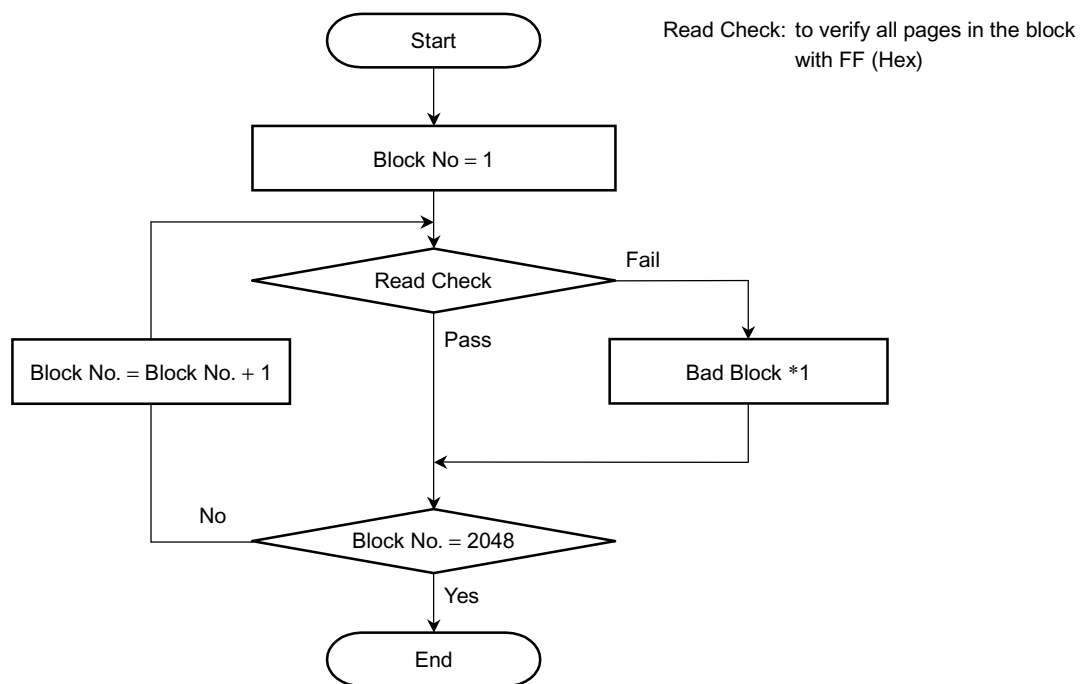 Start
Read Check: to verify all pages in the block
with FF (Hex)
Block No = 1
Read Check
Fail
Pass
Block No. = Block No. + 1
Bad Block *1
No
Block No. = 2048
Yes
End